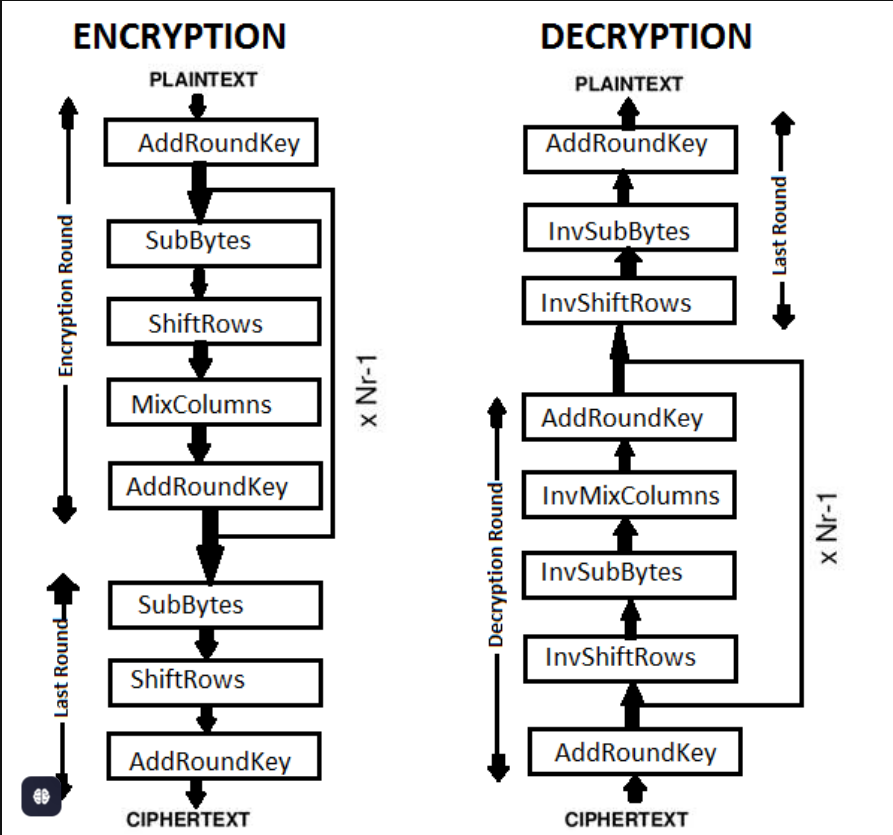 ENCRYPTION
PLAINTEXT
AddRoundKey
SubBytes
ShiftRows
MixColumns
AddRoundKey
SubBytes
ShiftRows
AddRoundKey
CIPHERTEXT
Encryption Round
Last Round
x Nr-1
DECRYPTION
PLAINTEXT
AddRoundKey
InvSubBytes
InvShiftRows
AddRoundKey
InvMixColumns
InvSubBytes
InvShiftRows
AddRoundKey
CIPHERTEXT
Last Round
Decryption Round
x Nr-1